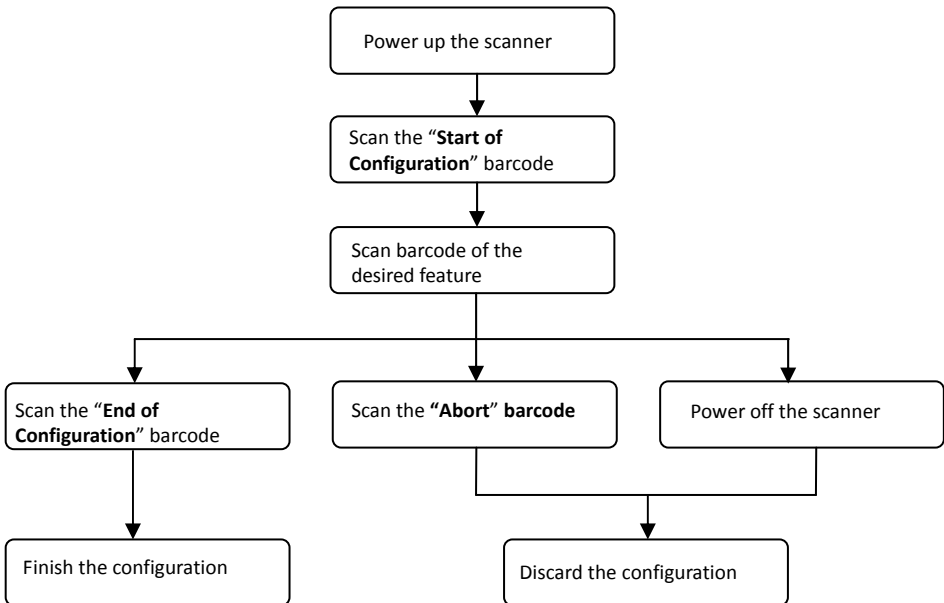 Power up the scanner
Scan the “Start of
Configuration” barcode
Scan barcode of the
desired feature
Scan the “End of
Configuration” barcode
Scan the “Abort” barcode
Power off the scanner
Finish the configuration
Discard the configuration